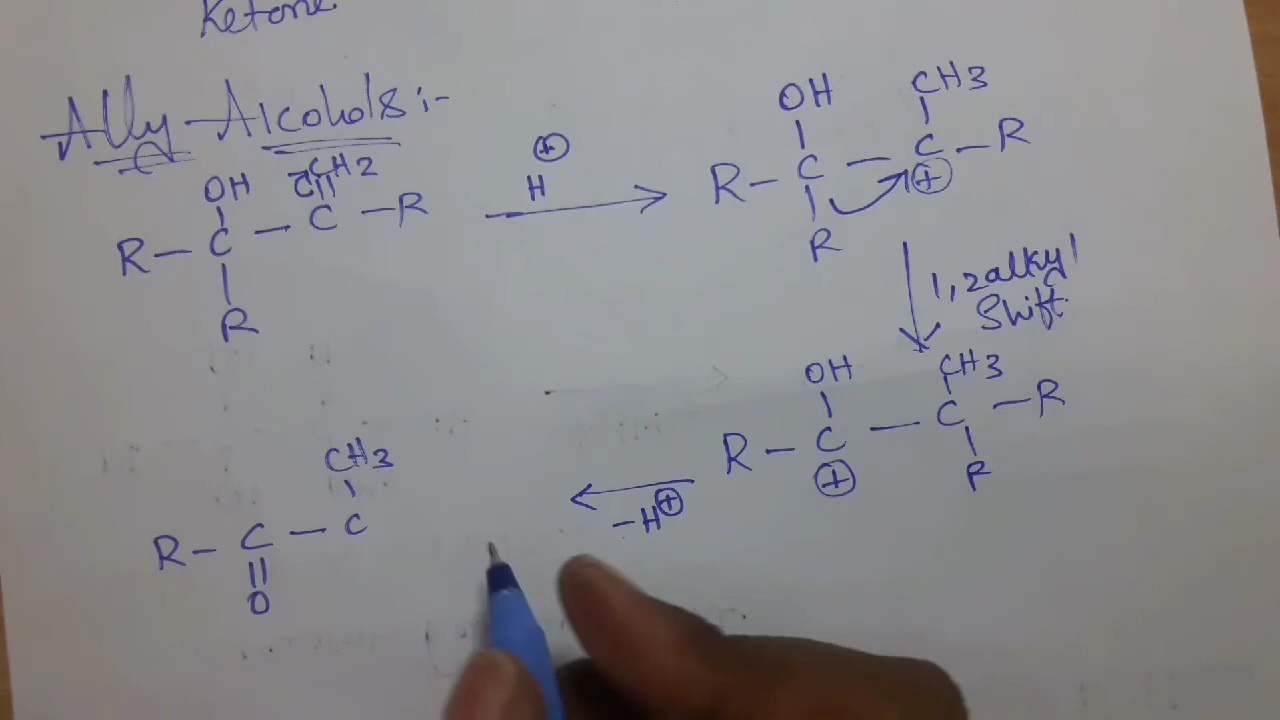 Ketone
Ally Alcohols :-
OH CH2
R - C - C - R
R
H ⊕
OH CH3
R - C - C - R
⊕
R
1,2 alkyl
Shift
OH CH3
R - C - C - R
⊕ R
-H⊕
CH3
R - C - C
O